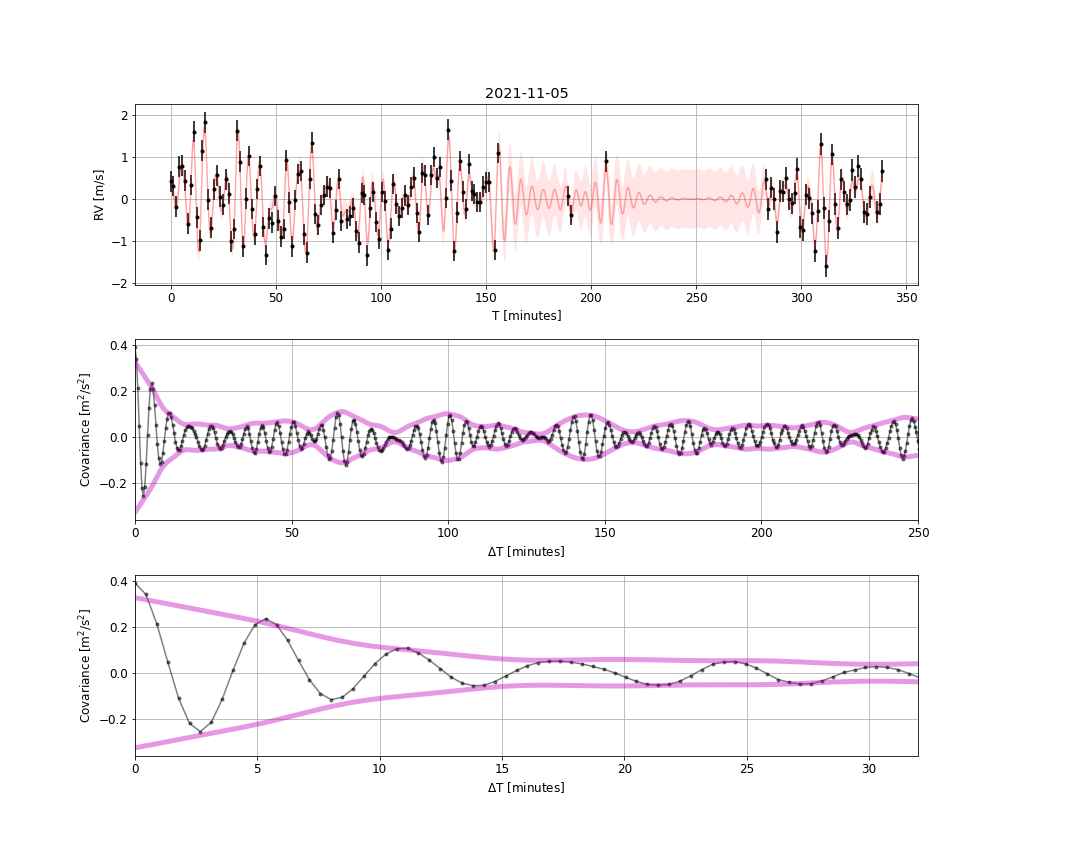 2021-11-05
RV [m/s]
2
1
0
−1
−2
0 50 100 150 200 250 300 350
T [minutes]
Covariance [m²/s²]
0.4
0.2
0.0
−0.2
0 50 100 150 200 250
ΔT [minutes]
Covariance [m²/s²]
0.4
0.2
0.0
−0.2
0 5 10 15 20 25 30
ΔT [minutes]